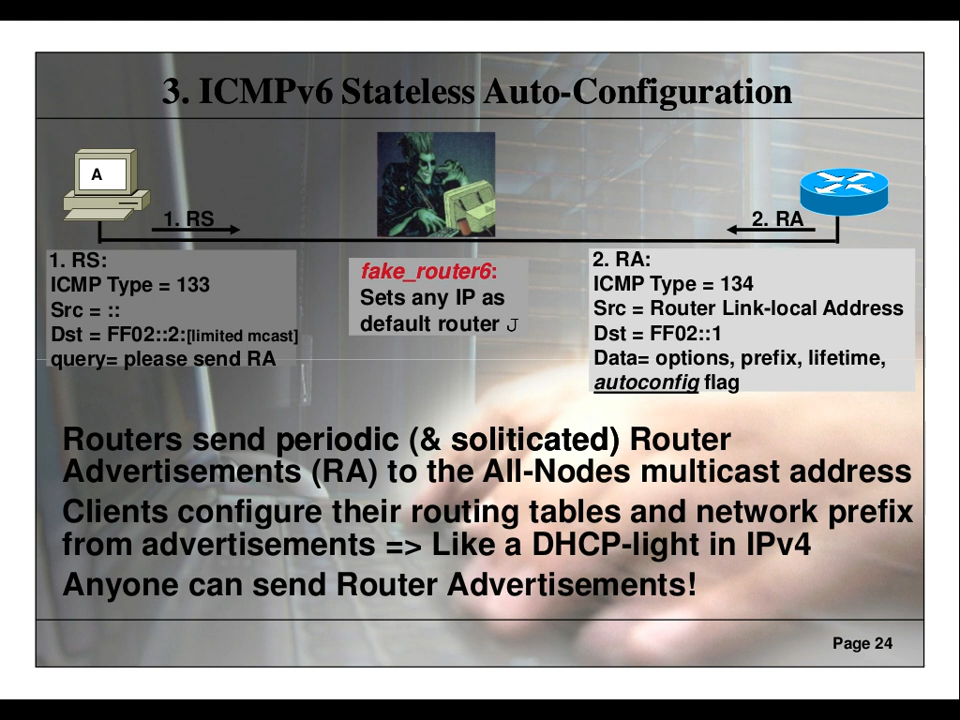 3. ICMPv6 Stateless Auto-Configuration
A
1. RS
2. RA
1. RS:
ICMP Type = 133
Src = ::
Dst = FF02::2:[limited mcast]
query= please send RA
fake_router6:
Sets any IP as
default router J
2. RA:
ICMP Type = 134
Src = Router Link-local Address
Dst = FF02::1
Data= options, prefix, lifetime,
autoconfig flag
Routers send periodic (& soliticated) Router
Advertisements (RA) to the All-Nodes multicast address
Clients configure their routing tables and network prefix
from advertisements => Like a DHCP-light in IPv4
Anyone can send Router Advertisements!
Page 24